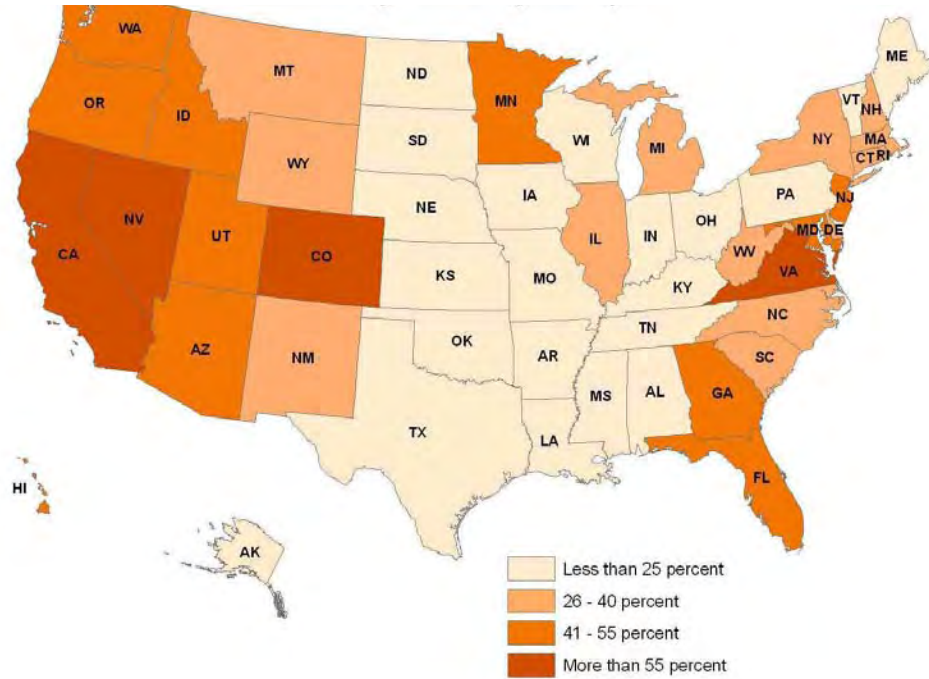 WA
ME
MT
ND
VT
NH
OR
MN
ID
WI
NY
MA
SD
MI
CT
RI
WY
PA
IA
NJ
NE
OH
MD
DE
NV
UT
IL
IN
CO
WV
VA
CA
KS
MO
KY
NC
TN
OK
AZ
NM
AR
SC
MS
AL
GA
TX
LA
FL
HI
AK
Less than 25 percent
26 - 40 percent
41 - 55 percent
More than 55 percent